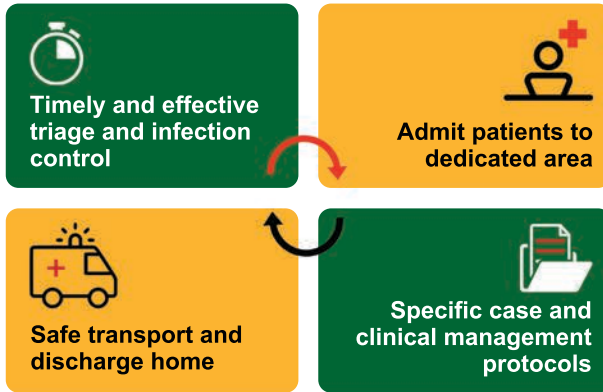 Timely and effective
triage and infection
control
Admit patients to
dedicated area
Safe transport and
discharge home
Specific case and
clinical management
protocols